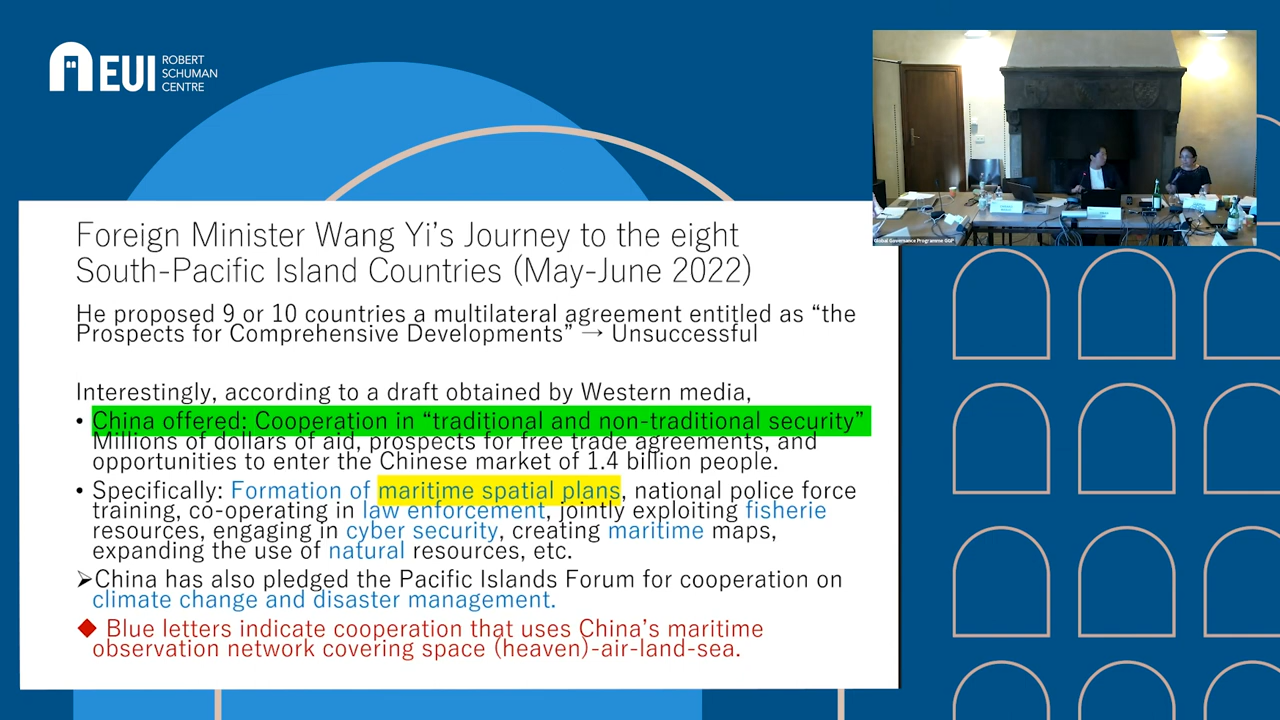 EUI
ROBERT
SCHUMAN
CENTRE
Foreign Minister Wang Yi’s Journey to the eight
South-Pacific Island Countries (May-June 2022)
He proposed 9 or 10 countries a multilateral agreement entitled as “the
Prospects for Comprehensive Developments” → Unsuccessful
Interestingly, according to a draft obtained by Western media,
• China offered: Cooperation in “traditional and non-traditional security”
Millions of dollars of aid, prospects for free trade agreements, and
opportunities to enter the Chinese market of 1.4 billion people.
• Specifically: Formation of maritime spatial plans, national police force
training, co-operating in law enforcement, jointly exploiting fisherie
resources, engaging in cyber security, creating maritime maps,
expanding the use of natural resources, etc.
➢China has also pledged the Pacific Islands Forum for cooperation on
climate change and disaster management.
◆ Blue letters indicate cooperation that uses China’s maritime
observation network covering space (heaven)-air-land-sea.
Global Governance Programme GGP